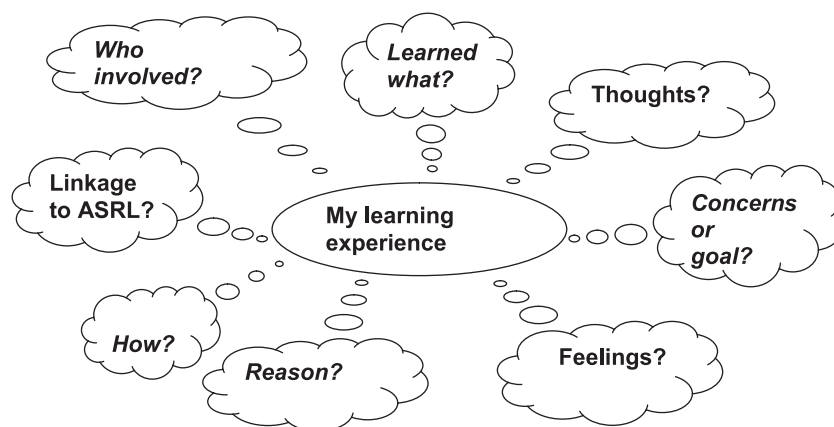 Who
involved?
Learned
what?
Thoughts?
Linkage
to ASRL?
My learning
experience
Concerns
or
goal?
How?
Reason?
Feelings?